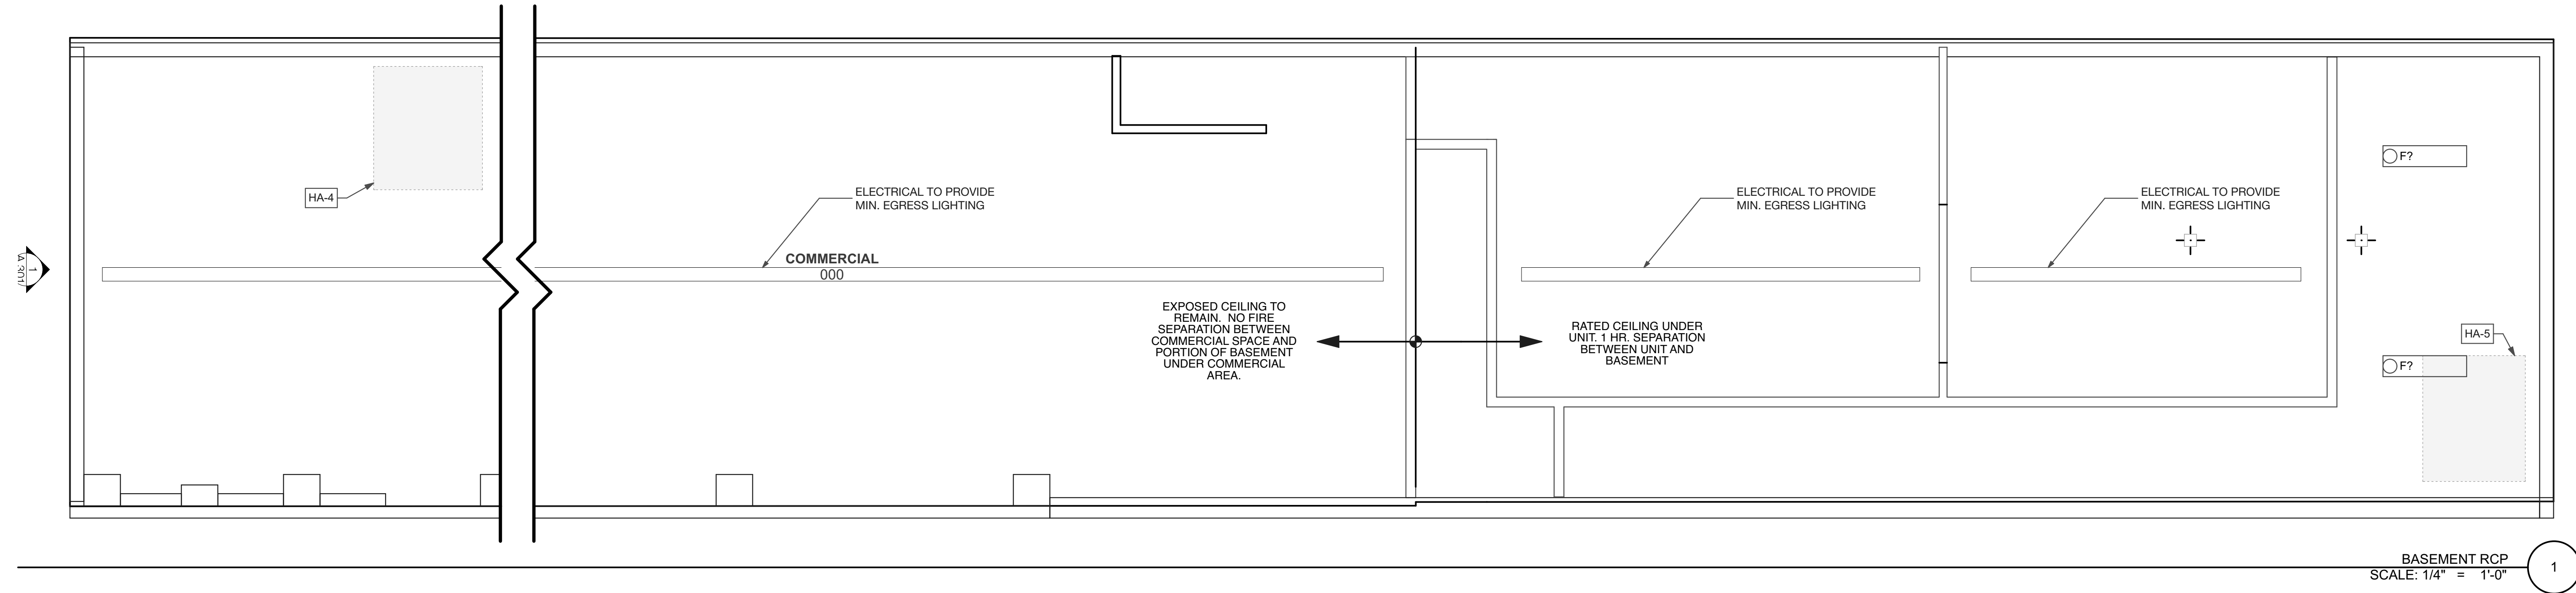 HA-4
ELECTRICAL TO PROVIDE
MIN. EGRESS LIGHTING
ELECTRICAL TO PROVIDE
MIN. EGRESS LIGHTING
ELECTRICAL TO PROVIDE
MIN. EGRESS LIGHTING
F?
1
A 301/
COMMERCIAL
000
EXPOSED CEILING TO
REMAIN. NO FIRE
SEPARATION BETWEEN
COMMERCIAL SPACE AND
PORTION OF BASEMENT
UNDER COMMERCIAL
AREA.
RATED CEILING UNDER
UNIT. 1 HR. SEPARATION
BETWEEN UNIT AND
BASEMENT
HA-5
F?
BASEMENT RCP
SCALE: 1/4" = 1'-0"
1